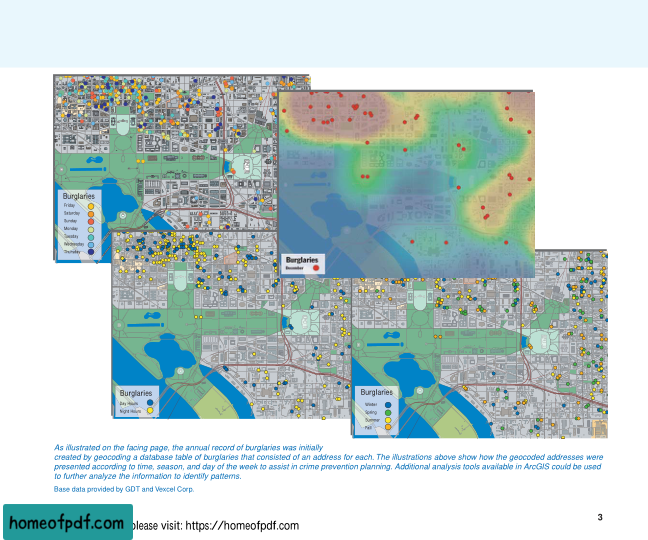 Burglaries
Friday
Saturday
Sunday
Monday
Tuesday
Wednesday
Thursday
Burglaries
December
Burglaries
Day Hours
Night Hours
Burglaries
Winter
Spring
Summer
Fall
As illustrated on the facing page, the annual record of burglaries was initially
created by geocoding a database table of burglaries that consisted of an address for each. The illustrations above show how the geocoded addresses were
presented according to time, season, and day of the week to assist in crime prevention planning. Additional analysis tools available in ArcGIS could be used
to further analyze the information to identify patterns.
Base data provided by GDT and Vexcel Corp.
3
homeofpdf.com
please visit: https://homeofpdf.com